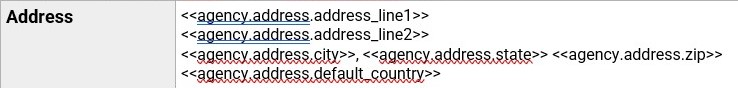 Address
<<agency.address.address_line1>>
<<agency.address.address_line2>>
<<agency.address.city>>, <<agency.address.state>> <<agency.address.zip>>
<<agency.address.default_country>>